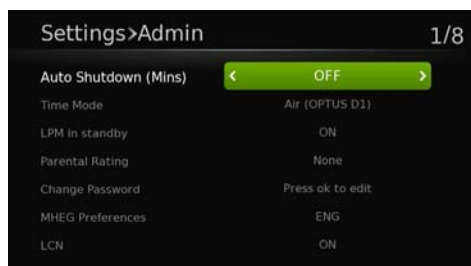 Settings>Admin 1/8
Auto Shutdown (Mins) < OFF >
Time Mode Air (OPTUS D1)
LPM in standby ON
Parental Rating None
Change Password Press ok to edit
MHEG Preferences ENG
LCN ON